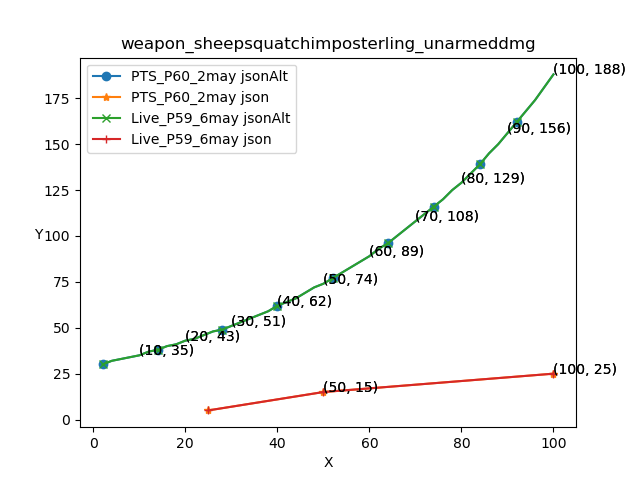 weapon_sheepsquatchimposterling_unarmeddmg
PTS_P60_2may jsonAlt
PTS_P60_2may json
Live_P59_6may jsonAlt
Live_P59_6may json
(100, 188)
(90, 156)
(80, 129)
(70, 108)
(60, 89)
(50, 74)
(40, 62)
(30, 51)
(20, 43)
(10, 35)
(100, 25)
(50, 15)
175
150
125
100
75
50
25
0
Y
0 20 40 60 80 100
X